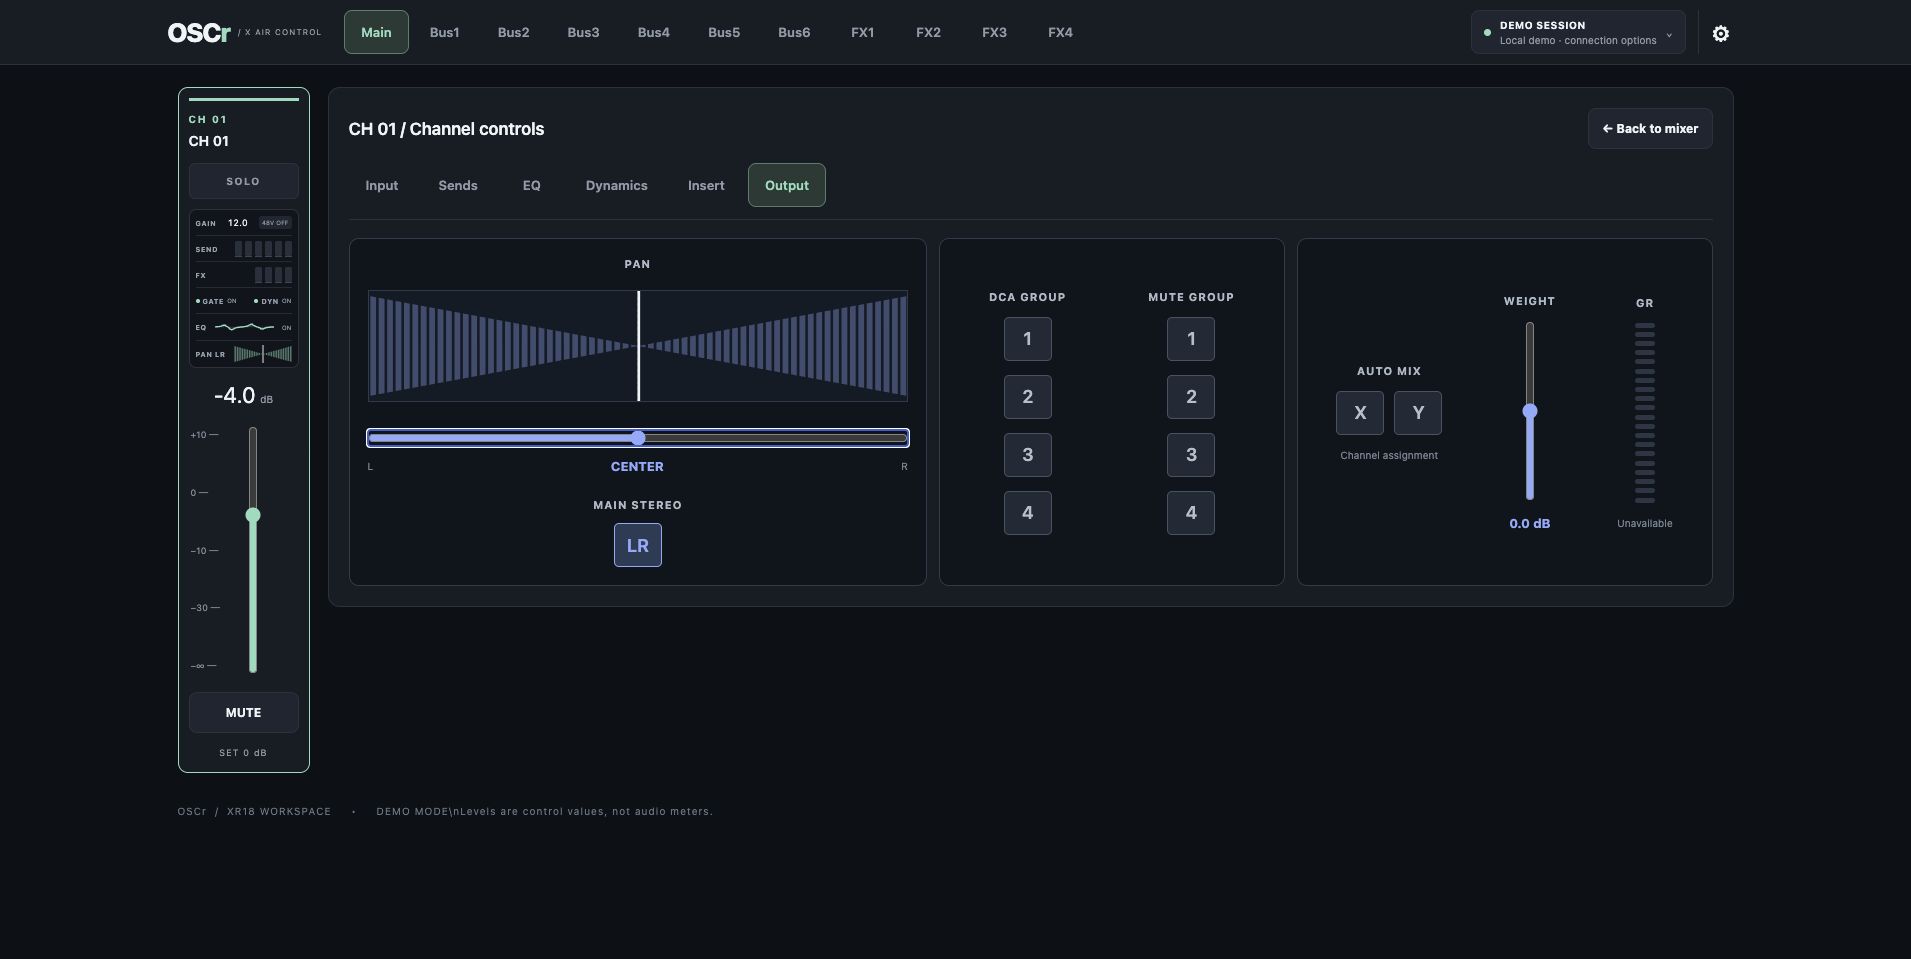 OSCr / X AIR CONTROL
Main Bus1 Bus2 Bus3 Bus4 Bus5 Bus6 FX1 FX2 FX3 FX4
DEMO SESSION
Local demo · connection options
CH 01
CH 01
SOLO
GAIN 12.0 48V OFF
SEND
FX
GATE ON DYN ON
EQ ON
PAN LR
-4.0 dB
+10
0
−10
−30
−∞
MUTE
SET 0 dB
CH 01 / Channel controls
← Back to mixer
Input Sends EQ Dynamics Insert Output
PAN
L CENTER R
MAIN STEREO
LR
DCA GROUP
1
2
3
4
MUTE GROUP
1
2
3
4
AUTO MIX
X Y
Channel assignment
WEIGHT
0.0 dB
GR
Unavailable
OSCr / XR18 WORKSPACE • DEMO MODE\nLevels are control values, not audio meters.